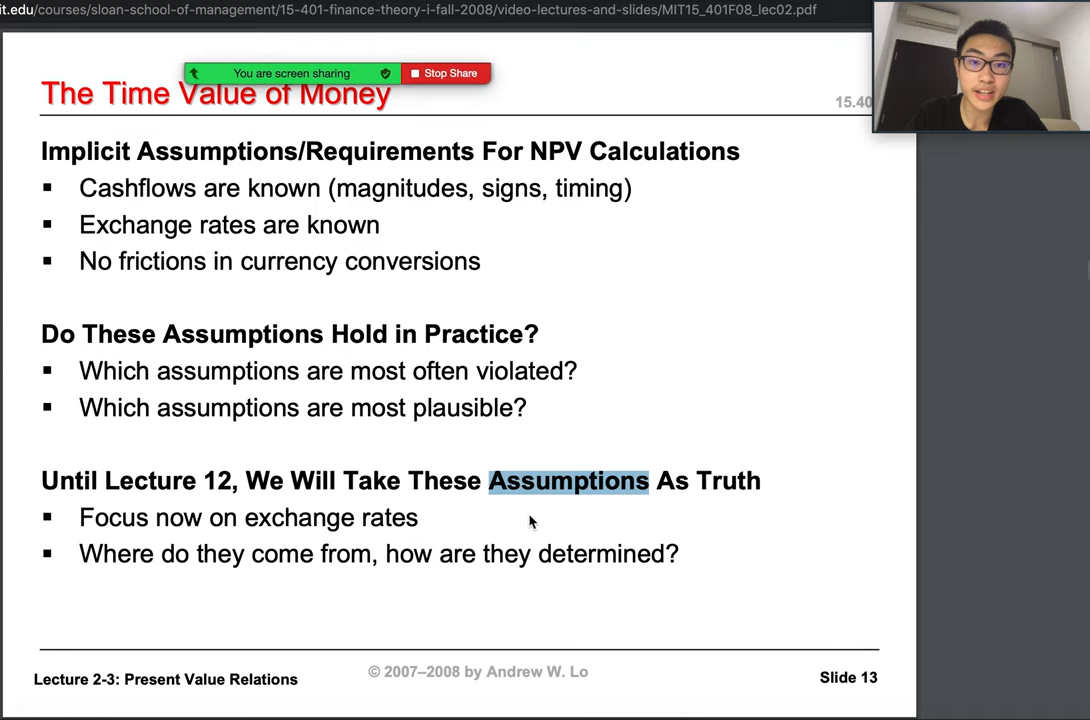 it.edu/courses/sloan-school-of-management/15-401-finance-theory-i-fall-2008/video-lectures-and-slides/MIT15_401F08_lec02.pdf
You are screen sharing
Stop Share
The Time Value of Money
15.40
Implicit Assumptions/Requirements For NPV Calculations
▪ Cashflows are known (magnitudes, signs, timing)
▪ Exchange rates are known
▪ No frictions in currency conversions
Do These Assumptions Hold in Practice?
▪ Which assumptions are most often violated?
▪ Which assumptions are most plausible?
Until Lecture 12, We Will Take These Assumptions As Truth
▪ Focus now on exchange rates
▪ Where do they come from, how are they determined?
Lecture 2-3: Present Value Relations
© 2007–2008 by Andrew W. Lo
Slide 13